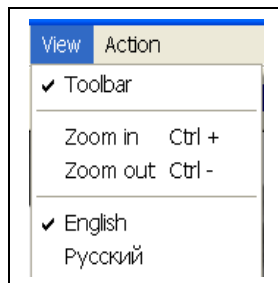 View Action
✓ Toolbar
Zoom in Ctrl +
Zoom out Ctrl -
✓ English
Русский